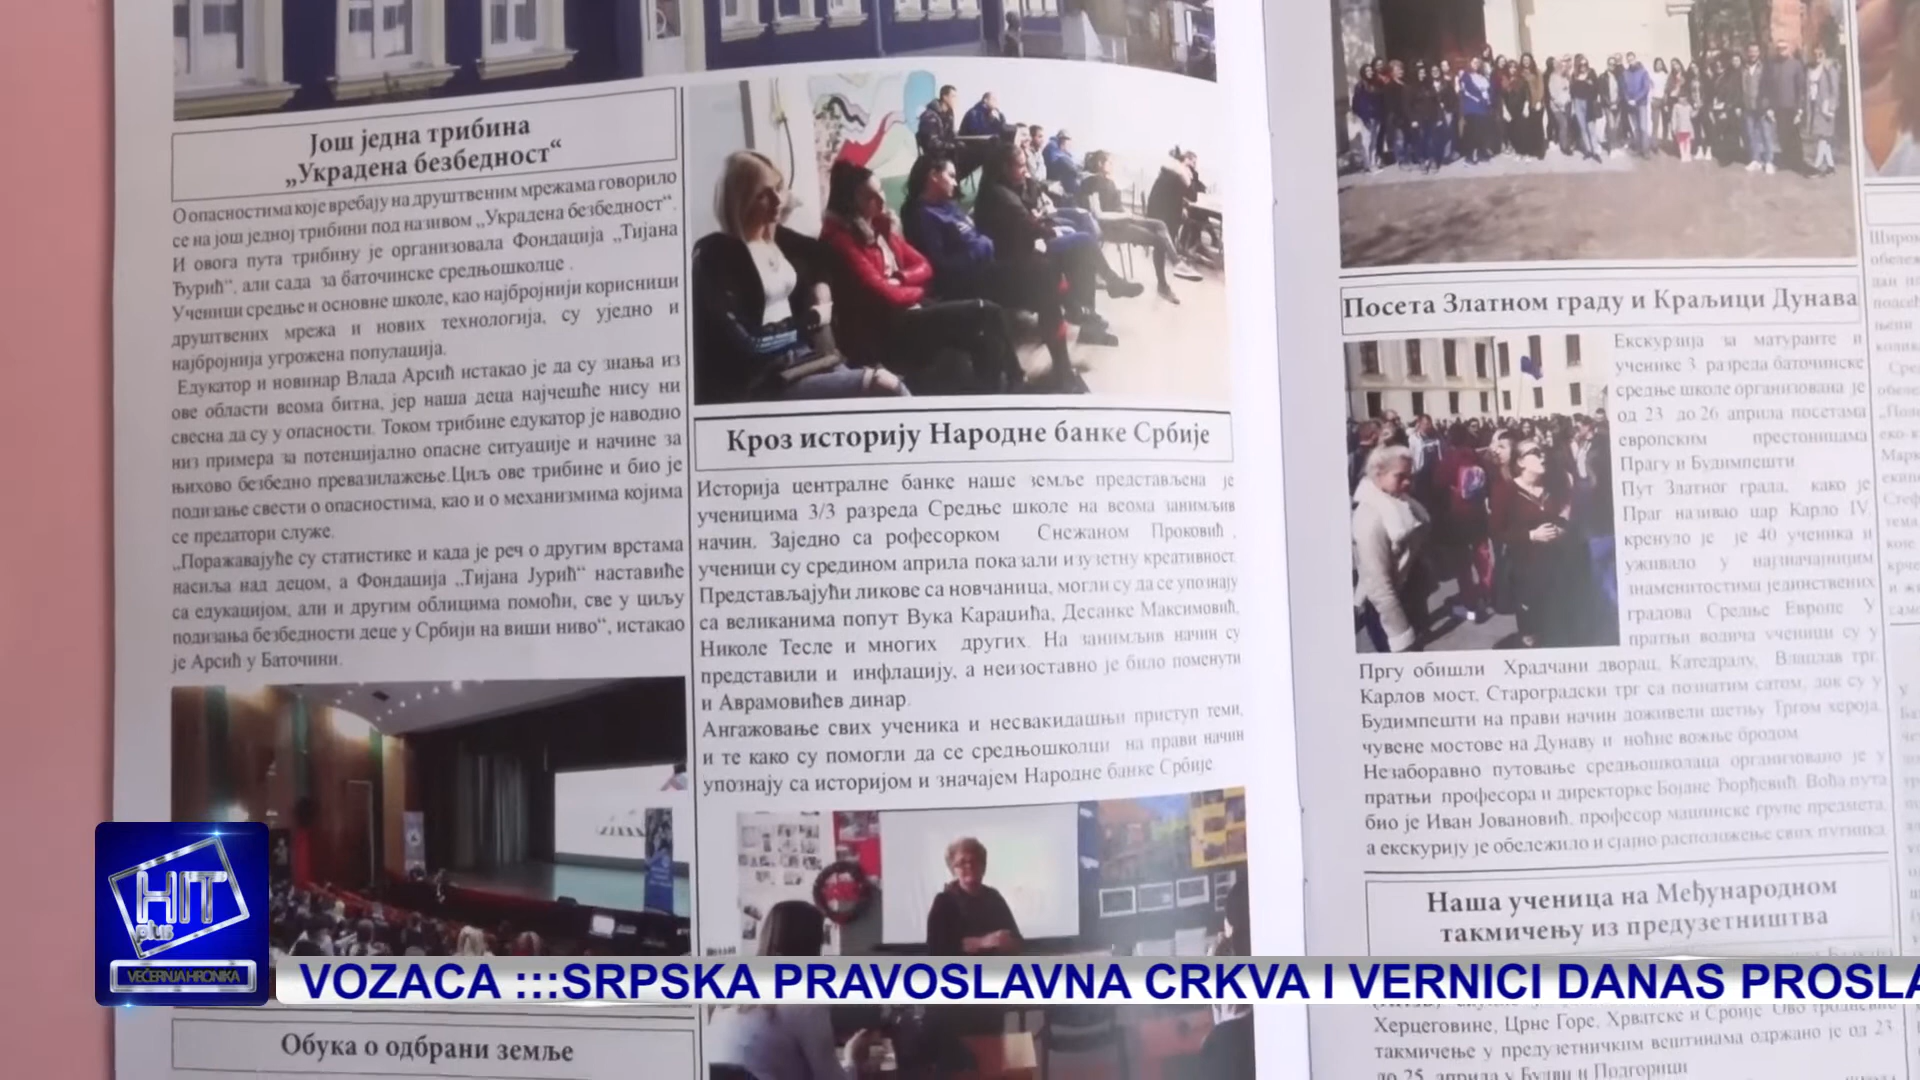 Још једна трибина
„Украдена безбедност“
О опасностима које вребају на друштвеним мрежама говорило
се на још једној трибини под називом „Украдена безбедност“.
И овога пута трибину је организовала Фондација „Тијана
Ђурић“, али сада за баточинске средњошколце .
Ученици средње и основне школе, као најбројнији корисници
друштвених мрежа и нових технологија, су уједно и
најбројнија угрожена популација.
Едукатор и новинар Влада Арсић истакао је да су знања из
ове области веома битна, јер наша деца најчешће нису ни
свесна да су у опасности. Током трибине едукатор је наводио
низ примера за потенцијално опасне ситуације и начине за
њихово безбедно превазилажење.Циљ ове трибине и био је
подизање свести о опасностима, као и о механизмима којима
се предатори служе.
„Поражавајуће су статистике и када је реч о другим врстама
насиља над децом, а Фондација „Тијана Јурић“ наставиће
са едукацијом, али и другим облицима помоћи, све у циљу
подизања безбедности деце у Србији на виши ниво“, истакао
је Арсић у Баточини.
Обука о одбрани земље
Кроз историју Народне банке Србије
Историја централне банке наше земље представљена је
ученицима 3/3 разреда Средње школе на веома занимљив
начин. Заједно са рофесорком Снежаном Проковић ,
ученици су средином априла показали изузетну креативност.
Представљајући ликове са новчаница, могли су да се упознају
са великанима попут Вука Караџића, Десанке Максимовић,
Николе Тесле и многих других. На занимљив начин су
представили и инфлацију, а неизоставно је било поменути
и Аврамовићев динар.
Ангажовање свих ученика и несвакидашњи приступ теми,
и те како су помогли да се средњошколци на прави начин
упознају са историјом и значајем Народне банке Србије.
Посета Златном граду и Краљици Дунава
Екскурзија за матуранте и
ученике 3 разреда баточинске
средње школе организована је
од 23 до 26 априла посетама
европским престоницама
Прагу и Будимпешти
Пут Златног града, како је
Праг називао цар Карло IV,
кренуло је је 40 ученика и
уживало у најзначајнијим
знаменитостима јединствених
градова Средње Европе У
пратњи водича ученици су у
Пргу обишли Храдчани дворац, Катедралу, Вацлав трг,
Карлов мост, Староградски трг са познатим сатом, док су у
Будимпешти на прави начин доживели шетњу Тргом хероја,
чувене мостове на Дунаву и ноћне вожње бродом.
Незаборавно путовање средњошколаца организовано је у
пратњи професора и директорке Бојане Ђорђевић. Вођа пута
био је Иван Јовановић, професор машинске групе предмета,
а екскурију је обележило и сјајно расположење свих путника.
Наша ученица на Међународном
такмичењу из предузетништва
Херцеговине, Црне Горе, Хрватске и Србије. Ово
такмичење у предузетничким вештинама одржано је од 23
до 25. априла у Будви и Подгорици
HIT
plus
VEČERNJA HRONIKA
VOZACA :::SRPSKA PRAVOSLAVNA CRKVA I VERNICI DANAS PROSLA